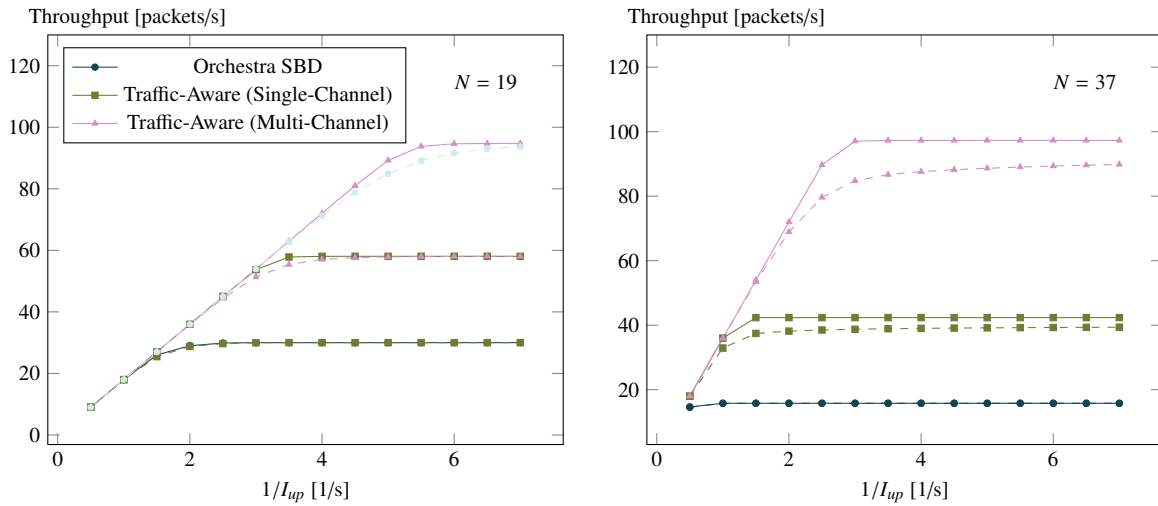 Throughput [packets/s]
120
100
80
60
40
20
0
0
2
4
6
1/I_up [1/s]
Orchestra SBD
Traffic-Aware (Single-Channel)
Traffic-Aware (Multi-Channel)
N = 19
Throughput [packets/s]
120
100
80
60
40
20
0
2
4
6
1/I_up [1/s]
N = 37